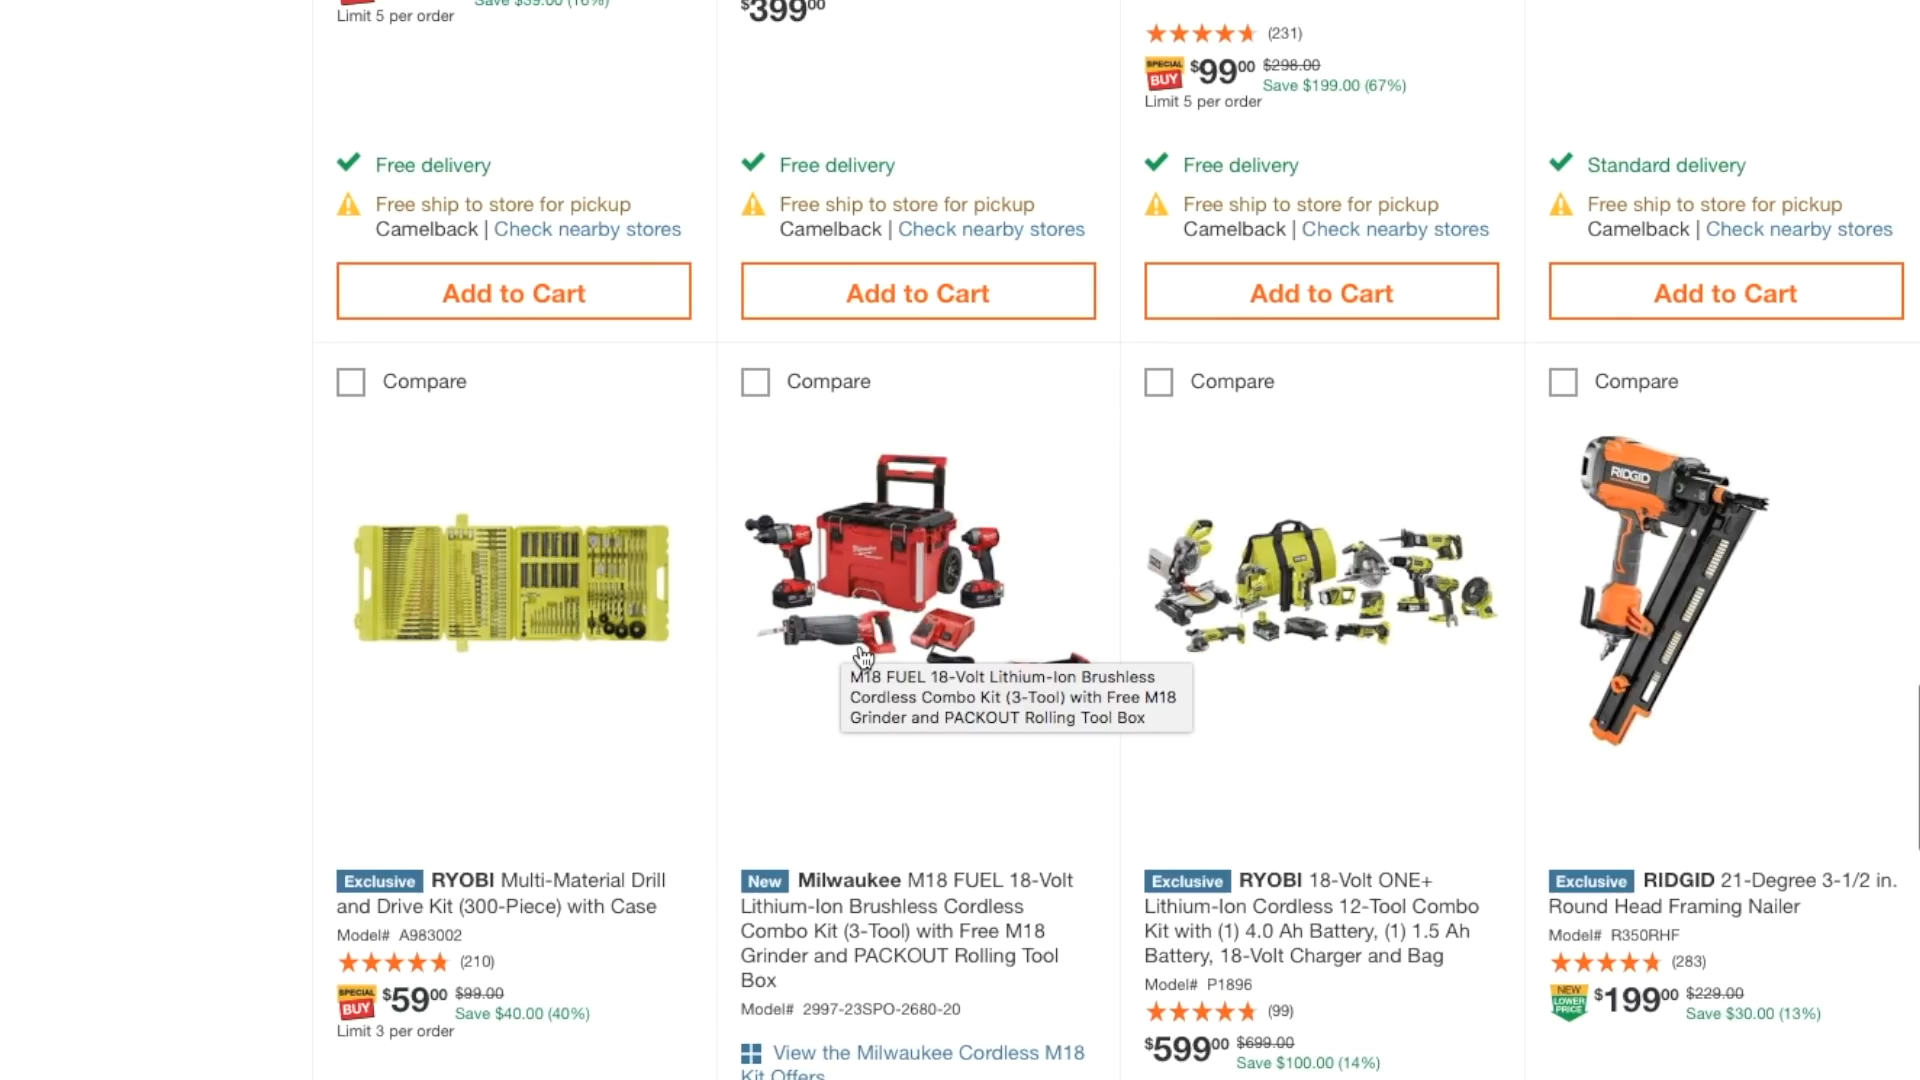 Save $39.00 (16%)
Limit 5 per order
$39900
(231)
SPECIAL BUY $9900 $298.00
Save $199.00 (67%)
Limit 5 per order
Free delivery
Free ship to store for pickup
Camelback | Check nearby stores
Add to Cart
Free delivery
Free ship to store for pickup
Camelback | Check nearby stores
Add to Cart
Free delivery
Free ship to store for pickup
Camelback | Check nearby stores
Add to Cart
Standard delivery
Free ship to store for pickup
Camelback | Check nearby stores
Add to Cart
Compare
Compare
Compare
Compare
RIDGID
Milwaukee
M18 FUEL 18-Volt Lithium-Ion Brushless
Cordless Combo Kit (3-Tool) with Free M18
Grinder and PACKOUT Rolling Tool Box
Exclusive RYOBI Multi-Material Drill
and Drive Kit (300-Piece) with Case
Model# A983002
(210)
SPECIAL BUY $5900 $99.00
Save $40.00 (40%)
Limit 3 per order
New Milwaukee M18 FUEL 18-Volt
Lithium-Ion Brushless Cordless
Combo Kit (3-Tool) with Free M18
Grinder and PACKOUT Rolling Tool
Box
Model# 2997-23SPO-2680-20
View the Milwaukee Cordless M18
Kit Offers
Exclusive RYOBI 18-Volt ONE+
Lithium-Ion Cordless 12-Tool Combo
Kit with (1) 4.0 Ah Battery, (1) 1.5 Ah
Battery, 18-Volt Charger and Bag
Model# P1896
(99)
$59900 $699.00
Save $100.00 (14%)
Exclusive RIDGID 21-Degree 3-1/2 in.
Round Head Framing Nailer
Model# R350RHF
(283)
NEW LOWER PRICE $19900 $229.00
Save $30.00 (13%)